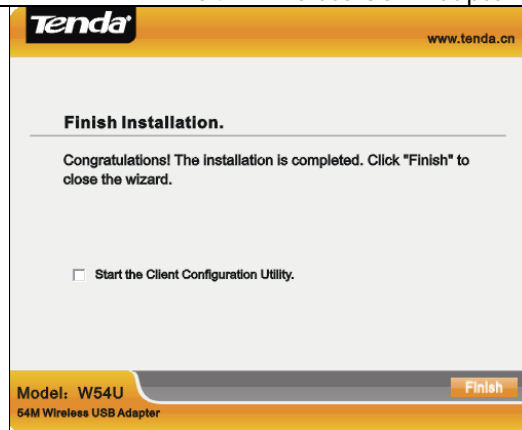 Tenda
www.tenda.cn
Finish Installation.
Congratulations! The installation is completed. Click "Finish" to
close the wizard.
Start the Client Configuration Utility.
Finish
Model: W54U
54M Wireless USB Adapter